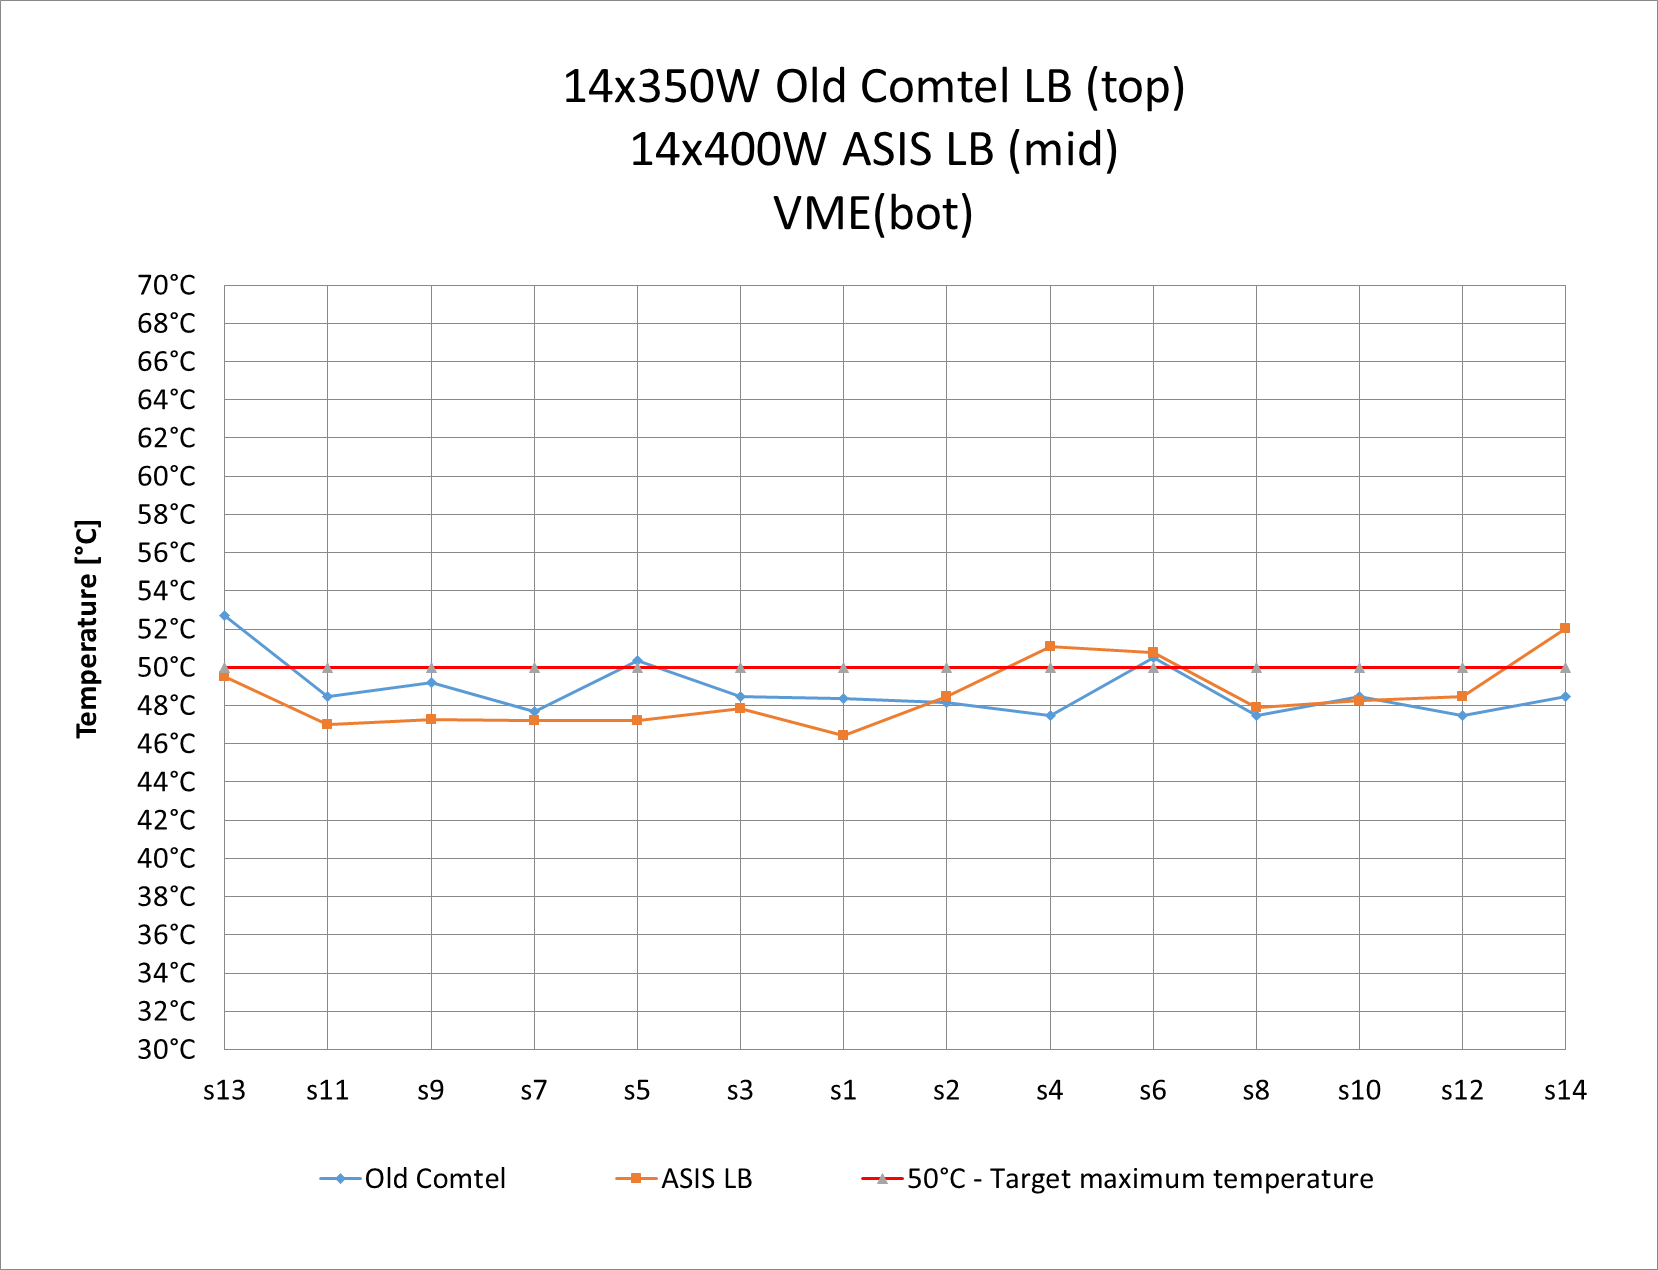 14x350W Old Comtel LB (top)
14x400W ASIS LB (mid)
VME(bot)
70°C
68°C
66°C
64°C
62°C
60°C
58°C
56°C
54°C
52°C
50°C
48°C
46°C
44°C
42°C
40°C
38°C
36°C
34°C
32°C
30°C
Temperature [°C]
s13 s11 s9 s7 s5 s3 s1 s2 s4 s6 s8 s10 s12 s14
Old Comtel ASIS LB 50°C - Target maximum temperature